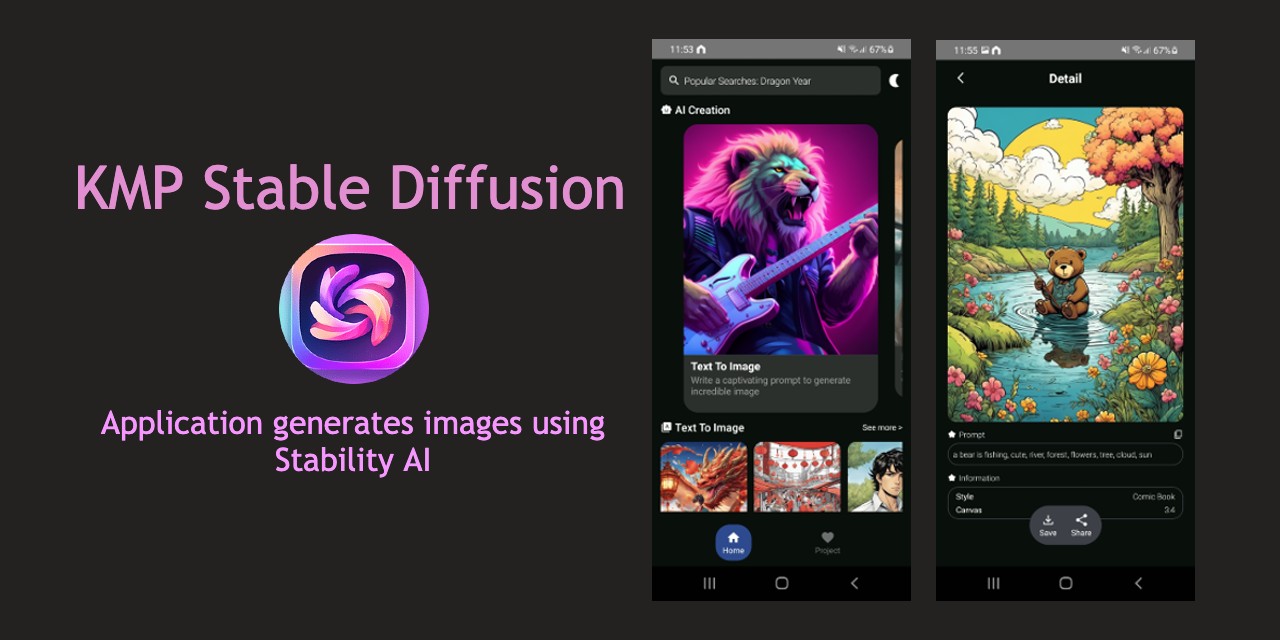 KMP Stable Diffusion
Application generates images using
Stability AI
11:53
67%
Popular Searches: Dragon Year
AI Creation
Text To Image
Write a captivating prompt to generate
incredible image
Text To Image
See more >
Home
Project
11:55
67%
Detail
Prompt
a bear is fishing, cute, river, forest, flowers, tree, cloud, sun
Information
Style
Comic Book
Canvas
3:4
Save
Share